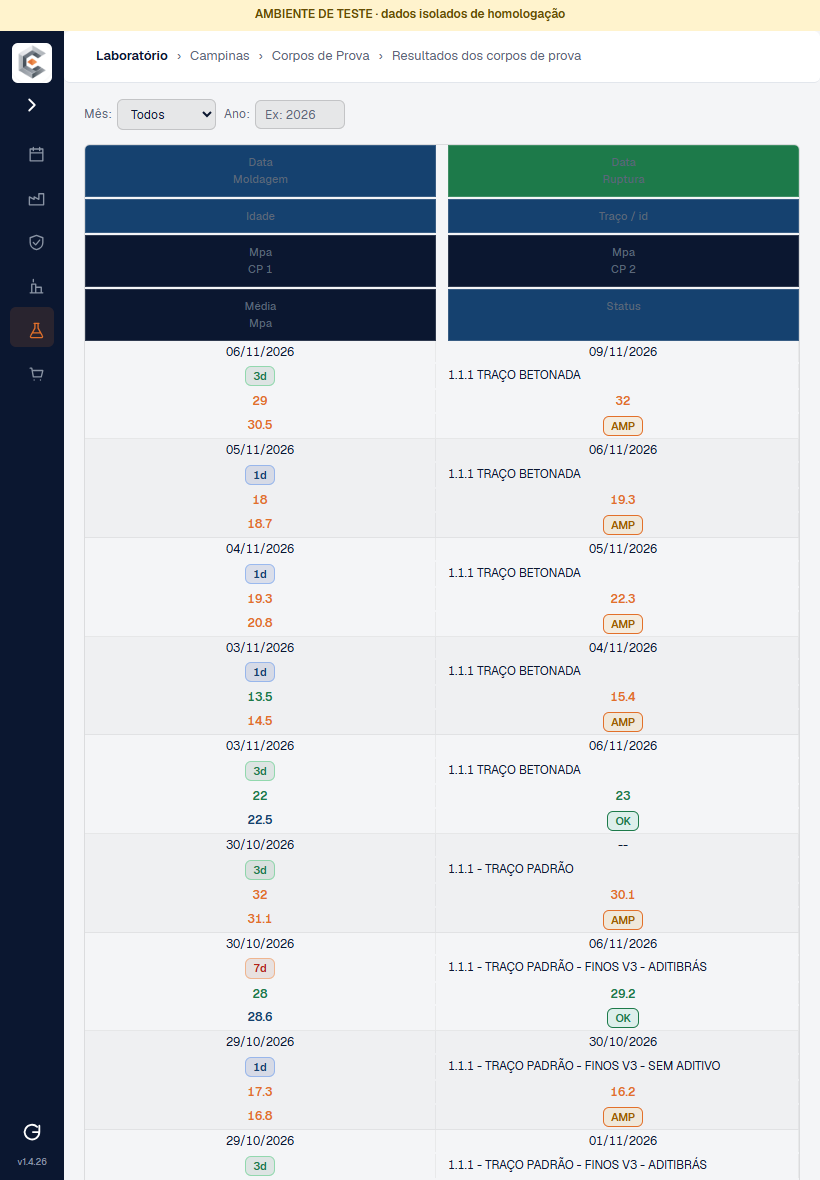 AMBIENTE DE TESTE · dados isolados de homologação
Laboratório › Campinas › Corpos de Prova › Resultados dos corpos de prova
Mês: Todos Ano: Ex: 2026
Data Moldagem
Data Ruptura
Idade
Traço / id
Mpa CP 1
Mpa CP 2
Média Mpa
Status
06/11/2026 09/11/2026
3d 1.1.1 TRAÇO BETONADA
29 32
30.5 AMP
05/11/2026 06/11/2026
1d 1.1.1 TRAÇO BETONADA
18 19.3
18.7 AMP
04/11/2026 05/11/2026
1d 1.1.1 TRAÇO BETONADA
19.3 22.3
20.8 AMP
03/11/2026 04/11/2026
1d 1.1.1 TRAÇO BETONADA
13.5 15.4
14.5 AMP
03/11/2026 06/11/2026
3d 1.1.1 TRAÇO BETONADA
22 23
22.5 OK
30/10/2026 --
3d 1.1.1 - TRAÇO PADRÃO
32 30.1
31.1 AMP
30/10/2026 06/11/2026
7d 1.1.1 - TRAÇO PADRÃO - FINOS V3 - ADITIBRÁS
28 29.2
28.6 OK
29/10/2026 30/10/2026
1d 1.1.1 - TRAÇO PADRÃO - FINOS V3 - SEM ADITIVO
17.3 16.2
16.8 AMP
29/10/2026 01/11/2026
3d 1.1.1 - TRAÇO PADRÃO - FINOS V3 - ADITIBRÁS
v1.4.26